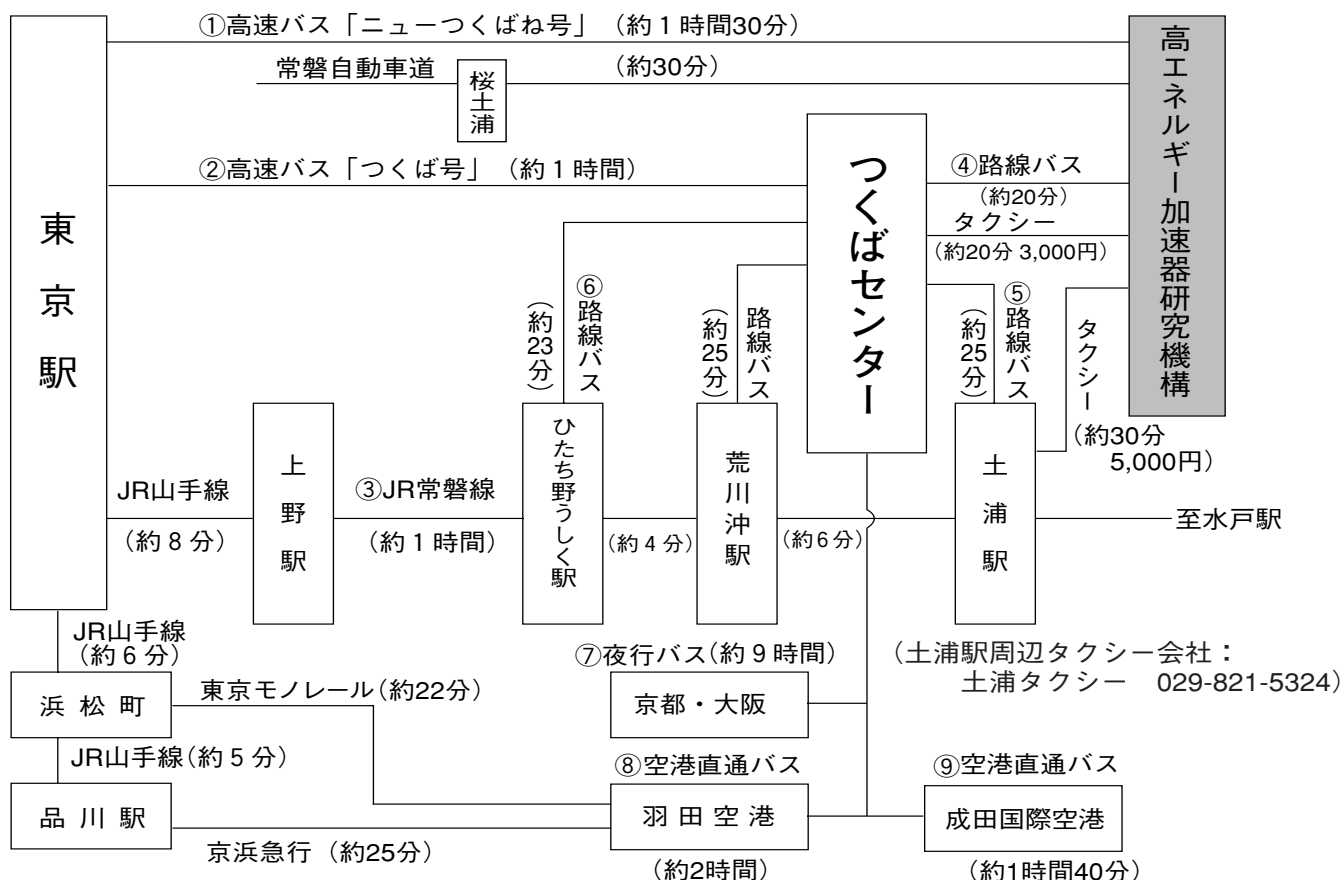 ①高速バス「ニューつくばね号」（約１時間30分）
常磐自動車道
桜土浦
（約30分）
高エネルギー加速器研究機構
東京駅
②高速バス「つくば号」（約１時間）
つくばセンター
④路線バス
（約20分）
タクシー
（約20分 3,000円）
⑥路線バス
（約23分）
路線バス
（約25分）
⑤路線バス
（約25分）
タクシー
（約30分
5,000円）
JR山手線
（約８分）
上野駅
③JR常磐線
（約１時間）
ひたち野うしく駅
（約４分）
荒川沖駅
（約６分）
土浦駅
至水戸駅
JR山手線
（約６分）
浜松町
東京モノレール（約22分）
JR山手線（約５分）
品川駅
京浜急行（約25分）
⑦夜行バス（約９時間）
京都・大阪
（土浦駅周辺タクシー会社：
土浦タクシー 029-821-5324）
⑧空港直通バス
羽田空港
（約2時間）
⑨空港直通バス
成田国際空港
（約1時間40分）